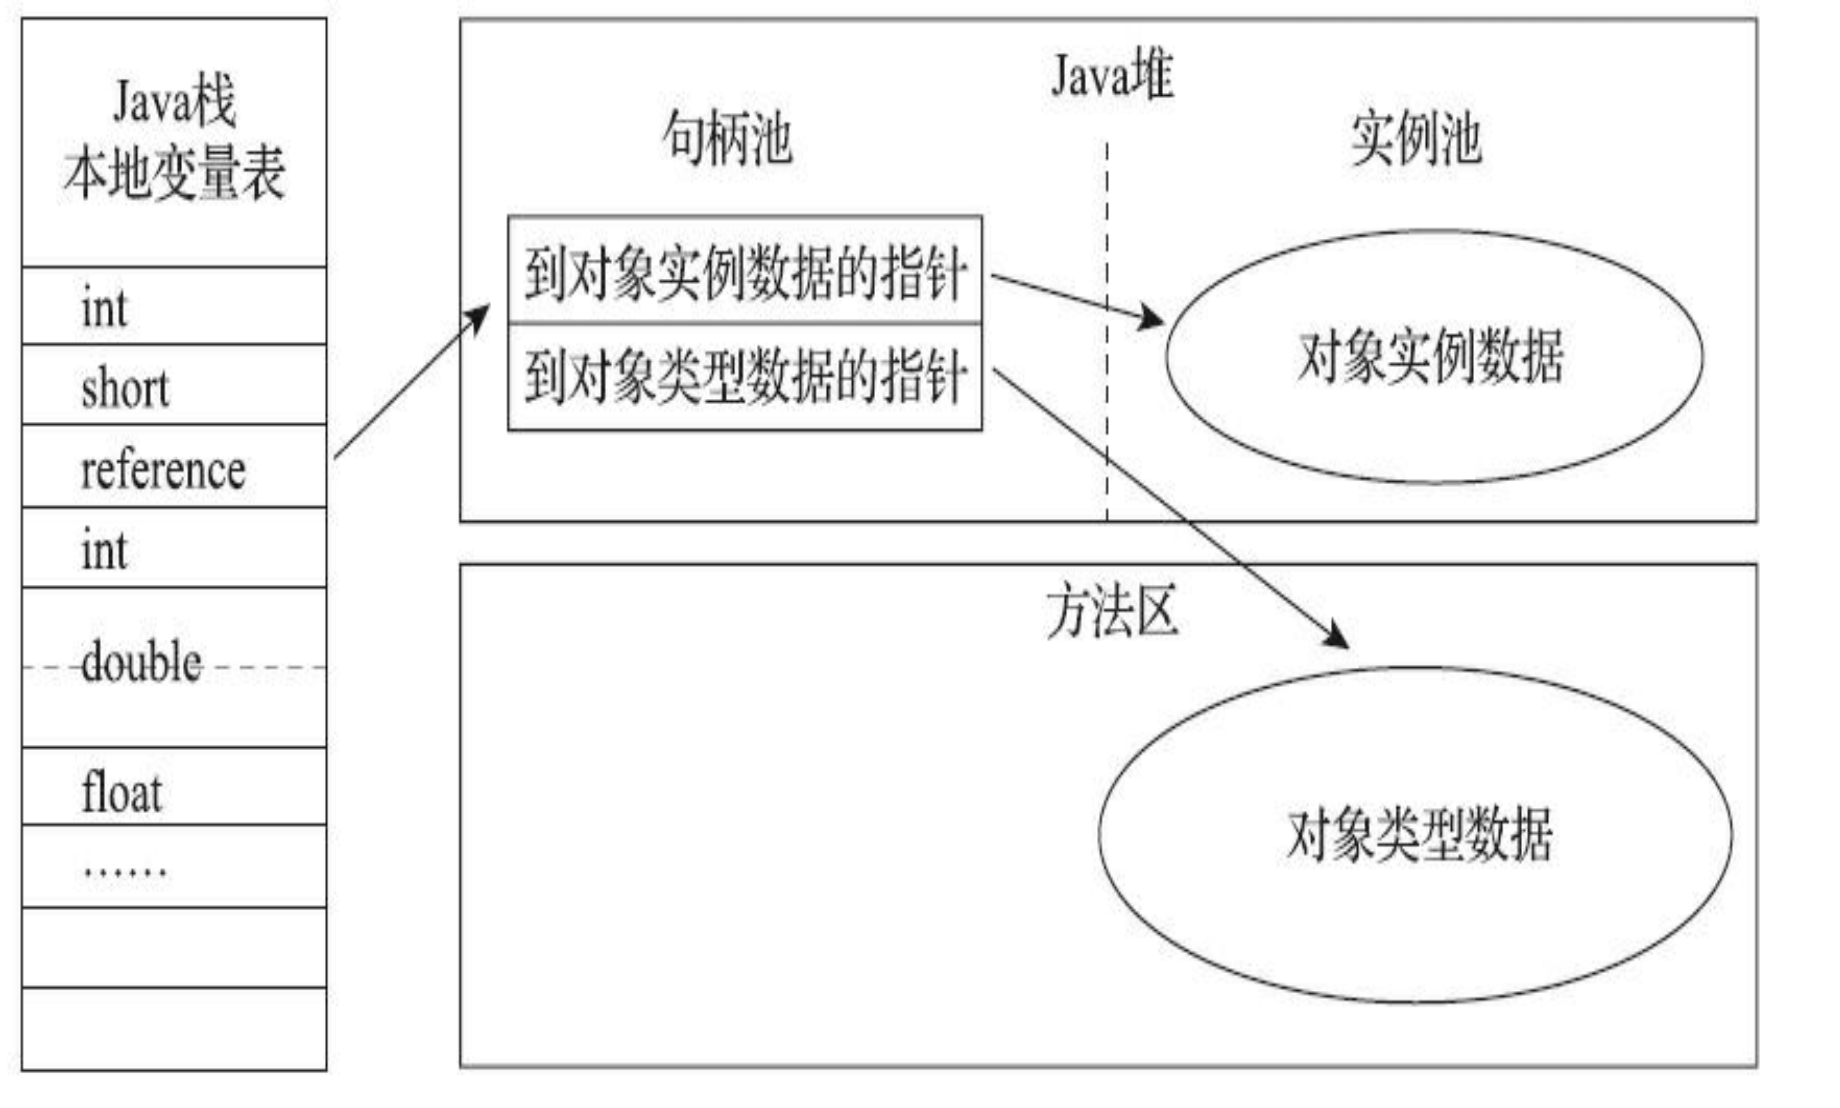 Java栈
本地变量表
int
short
reference
int
double
float
……
Java堆
句柄池
实例池
到对象实例数据的指针
到对象类型数据的指针
对象实例数据
方法区
对象类型数据